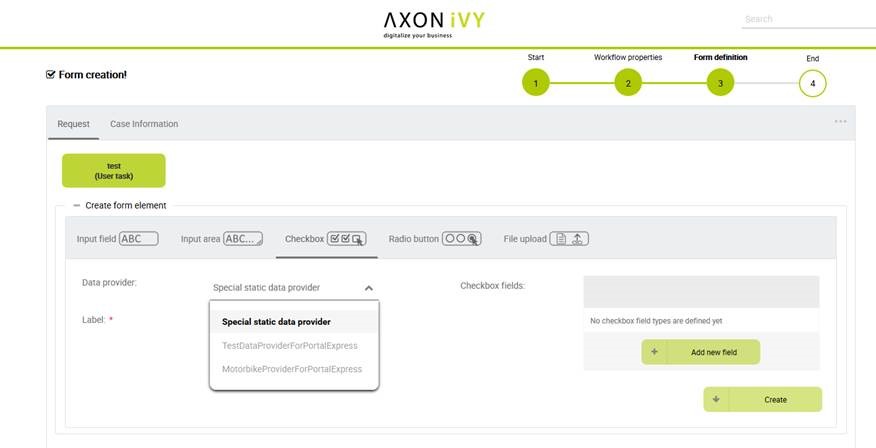 AXON iVY
digitalize your business
Search
Form creation!
Start
Workflow properties
Form definition
End
1
2
3
4
Request
Case Information
test
(User task)
Create form element
Input field ABC
Input area ABC...
Checkbox
Radio button
File upload
Data provider:
Special static data provider
Checkbox fields:
Label: *
Special static data provider
TestDataProviderForPortalExpress
MotorbikeProviderForPortalExpress
No checkbox field types are defined yet
Add new field
Create